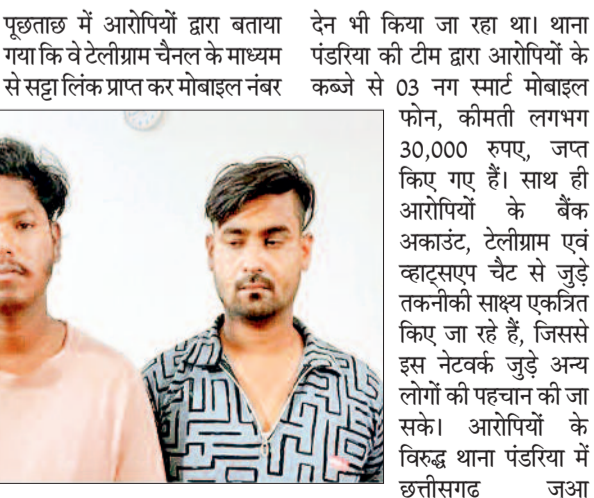 पूछताछ में आरोपियों द्वारा बताया
गया कि वे टेलीग्राम चैनल के माध्यम
से सट्टा लिंक प्राप्त कर मोबाइल नंबर
देन भी किया जा रहा था। थाना
पंडरिया की टीम द्वारा आरोपियों के
कब्जे से 03 नग स्मार्ट मोबाइल
फोन, कीमती लगभग
30,000 रुपए, जप्त
किए गए हैं। साथ ही
आरोपियों के बैंक
अकाउंट, टेलीग्राम एवं
व्हाट्सएप चैट से जुड़े
तकनीकी साक्ष्य एकत्रित
किए जा रहे हैं, जिससे
इस नेटवर्क जुड़े अन्य
लोगों की पहचान की जा
सके। आरोपियों के
विरुद्ध थाना पंडरिया में
छत्तीसगढ़ जुआ